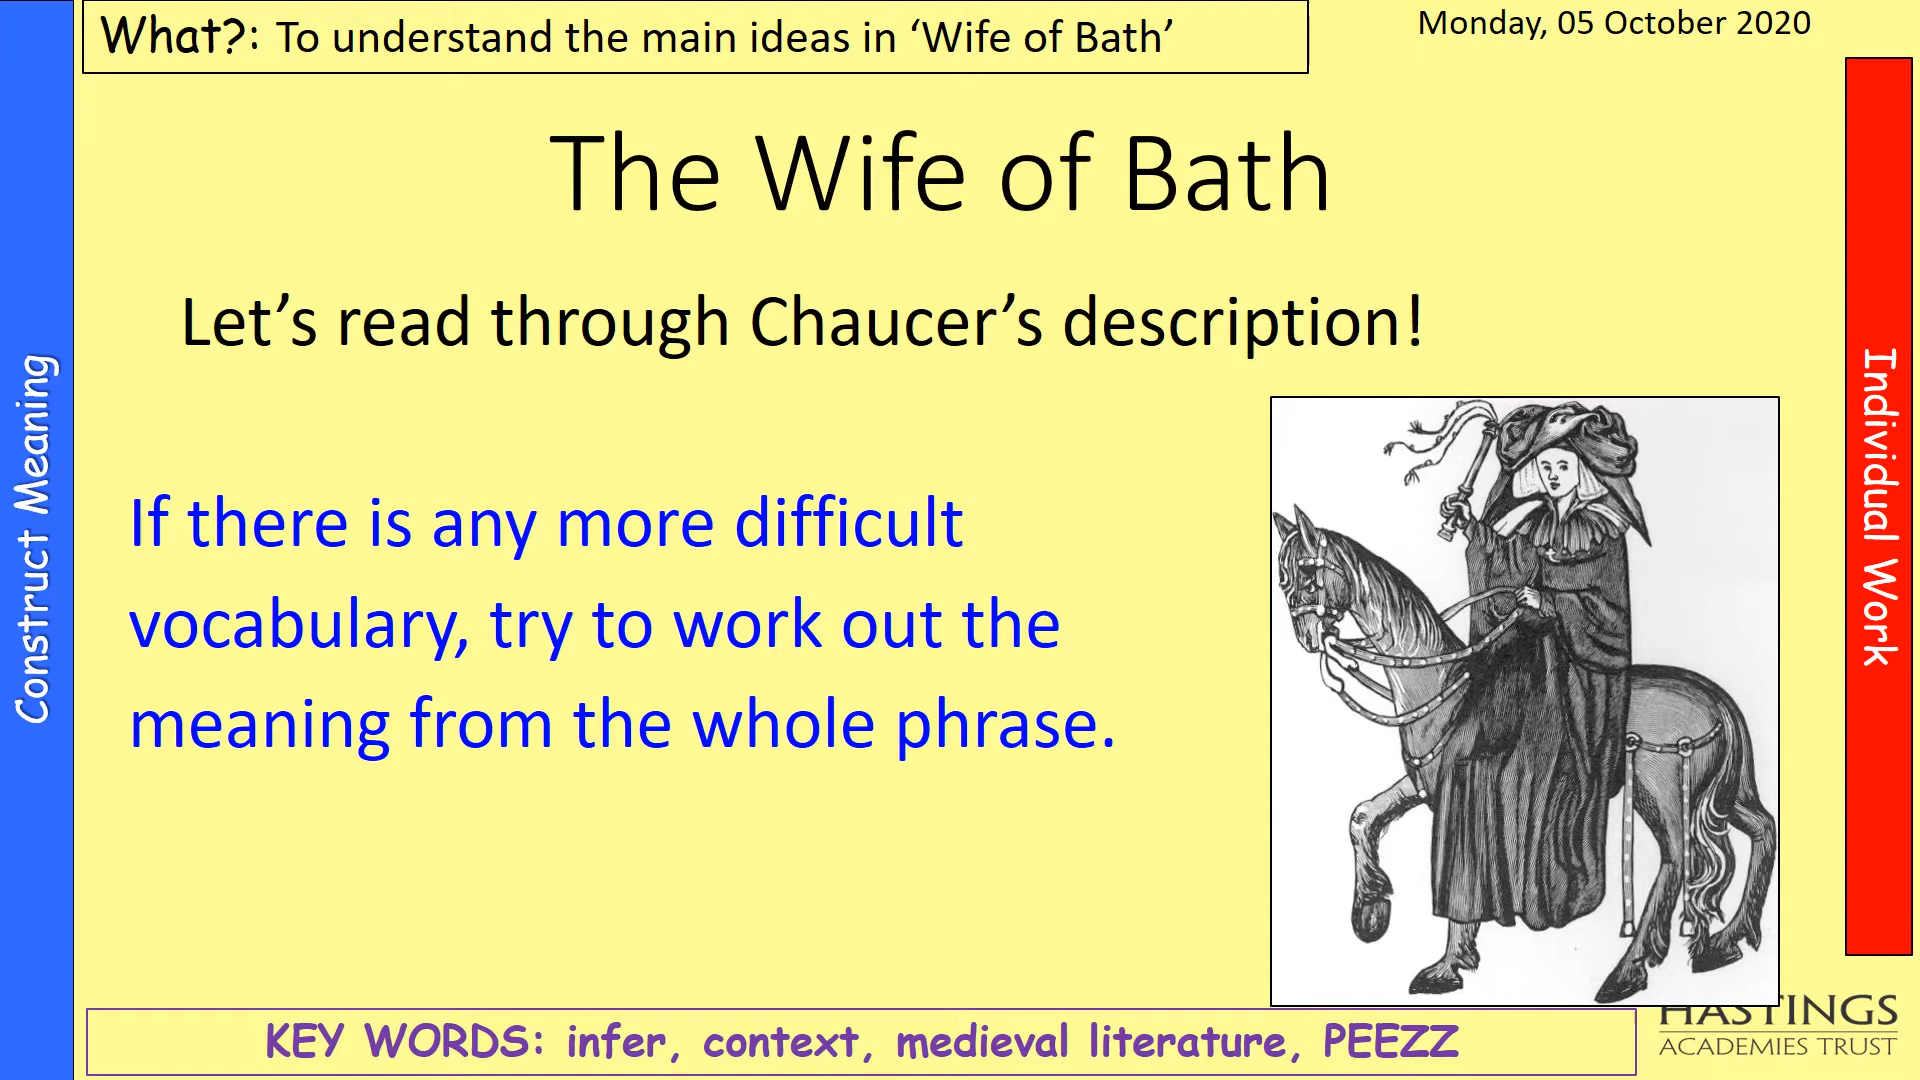 What?: To understand the main ideas in ‘Wife of Bath’
Monday, 05 October 2020
The Wife of Bath
Let’s read through Chaucer’s description!
If there is any more difficult
vocabulary, try to work out the
meaning from the whole phrase.
Construct Meaning
Individual Work
KEY WORDS: infer, context, medieval literature, PEEZZ
HASTINGS
ACADEMIES TRUST